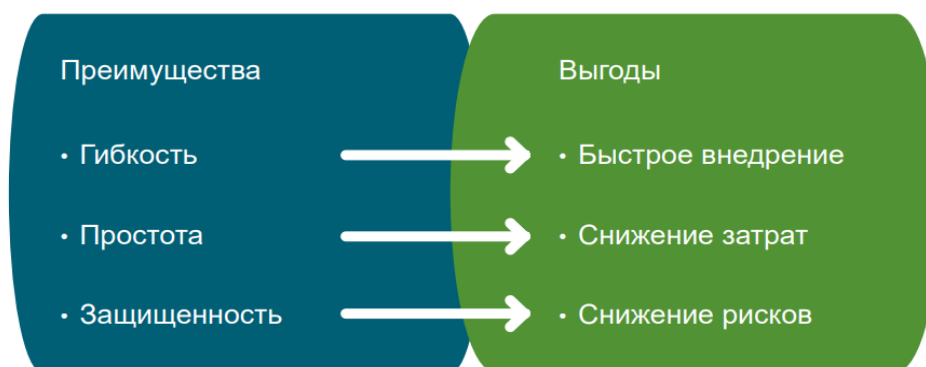 Преимущества
• Гибкость
• Простота
• Защищенность
Выгоды
• Быстрое внедрение
• Снижение затрат
• Снижение рисков